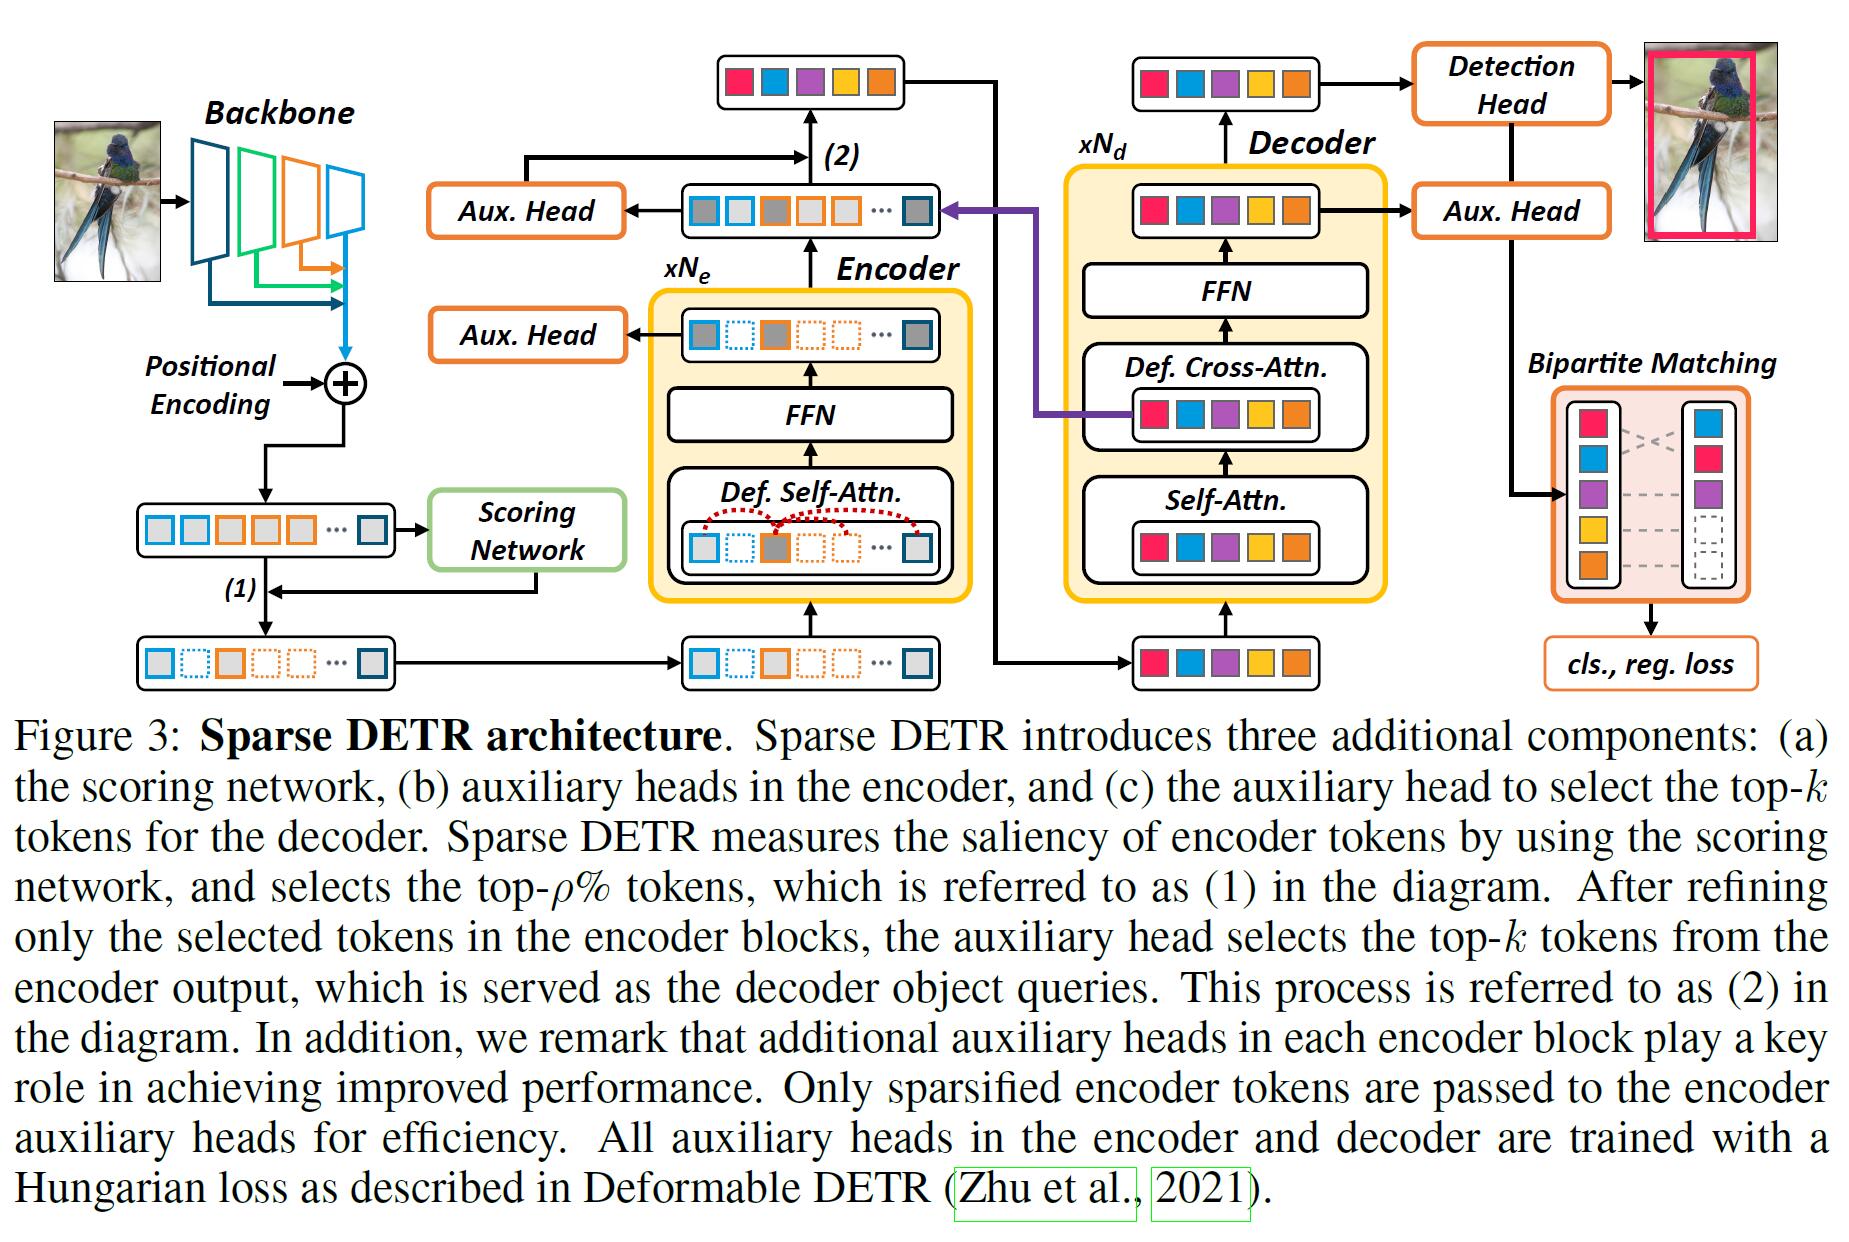 Backbone
Positional
Encoding
Scoring
Network
(1)
Aux. Head
(2)
Aux. Head
xNe
Encoder
FFN
Def. Self-Attn.
xNd
Decoder
FFN
Def. Cross-Attn.
Self-Attn.
Detection
Head
Aux. Head
Bipartite Matching
cls., reg. loss
Figure 3: Sparse DETR architecture. Sparse DETR introduces three additional components: (a)
the scoring network, (b) auxiliary heads in the encoder, and (c) the auxiliary head to select the top-k
tokens for the decoder. Sparse DETR measures the saliency of encoder tokens by using the scoring
network, and selects the top-ρ% tokens, which is referred to as (1) in the diagram. After refining
only the selected tokens in the encoder blocks, the auxiliary head selects the top-k tokens from the
encoder output, which is served as the decoder object queries. This process is referred to as (2) in
the diagram. In addition, we remark that additional auxiliary heads in each encoder block play a key
role in achieving improved performance. Only sparsified encoder tokens are passed to the encoder
auxiliary heads for efficiency. All auxiliary heads in the encoder and decoder are trained with a
Hungarian loss as described in Deformable DETR (Zhu et al., 2021).